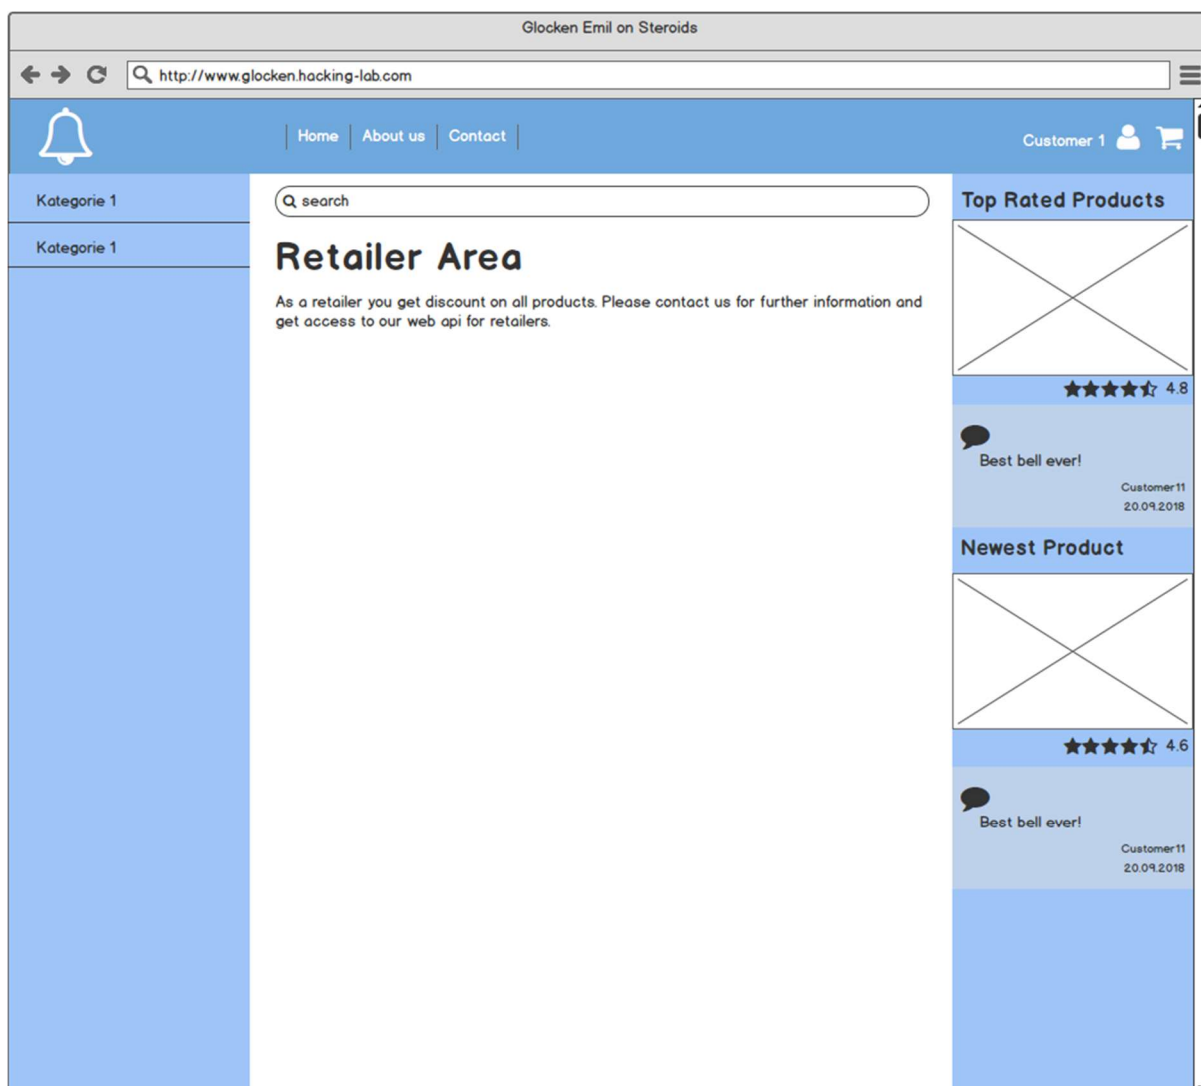 Glocken Emil on Steroids
http://www.glocken.hacking-lab.com
Home
About us
Contact
Customer 1
Kategorie 1
Kategorie 1
search
Retailer Area
As a retailer you get discount on all products. Please contact us for further information and
get access to our web api for retailers.
Top Rated Products
4.8
Best bell ever!
Customer11
20.09.2018
Newest Product
4.6
Best bell ever!
Customer11
20.09.2018